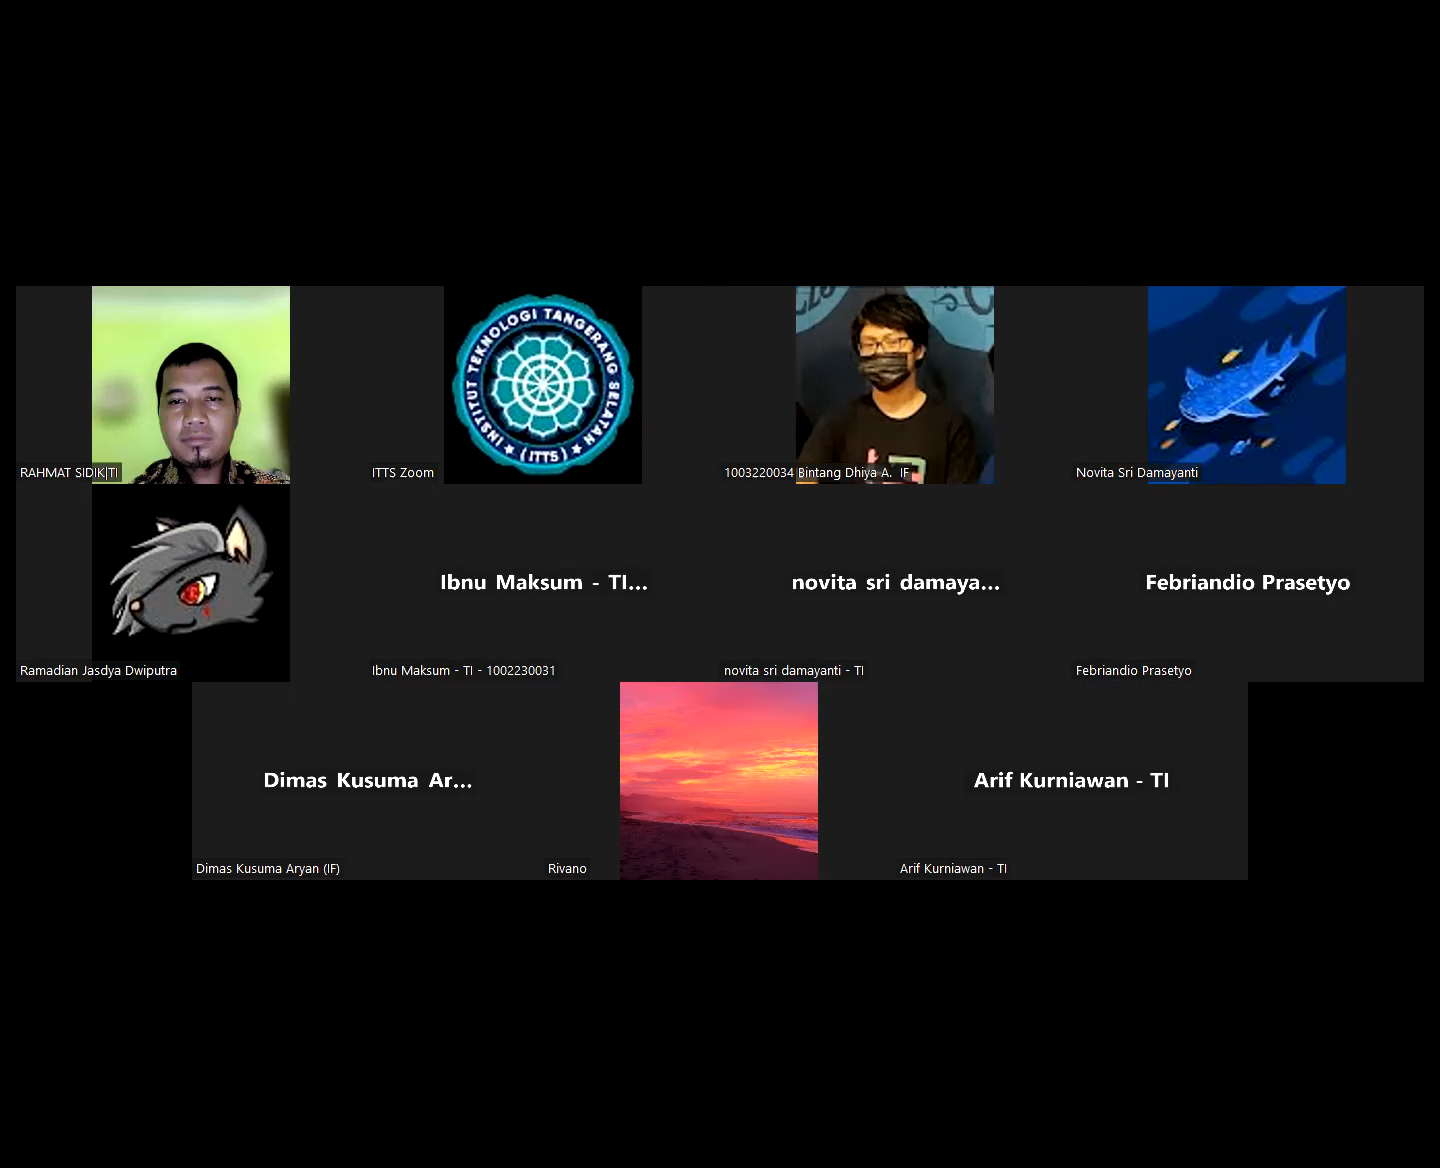 INSTITUT TEKNOLOGI TANGERANG SELATAN
(ITTS)
RAHMAT SIDIK|TI
ITTS Zoom
1003220034 Bintang Dhiya A. IF
Novita Sri Damayanti
Ibnu Maksum - TI...
novita sri damaya...
Febriandio Prasetyo
Ramadian Jasdya Dwiputra
Ibnu Maksum - TI - 1002230031
novita sri damayanti - TI
Febriandio Prasetyo
Dimas Kusuma Ar...
Arif Kurniawan - TI
Dimas Kusuma Aryan (IF)
Rivano
Arif Kurniawan - TI